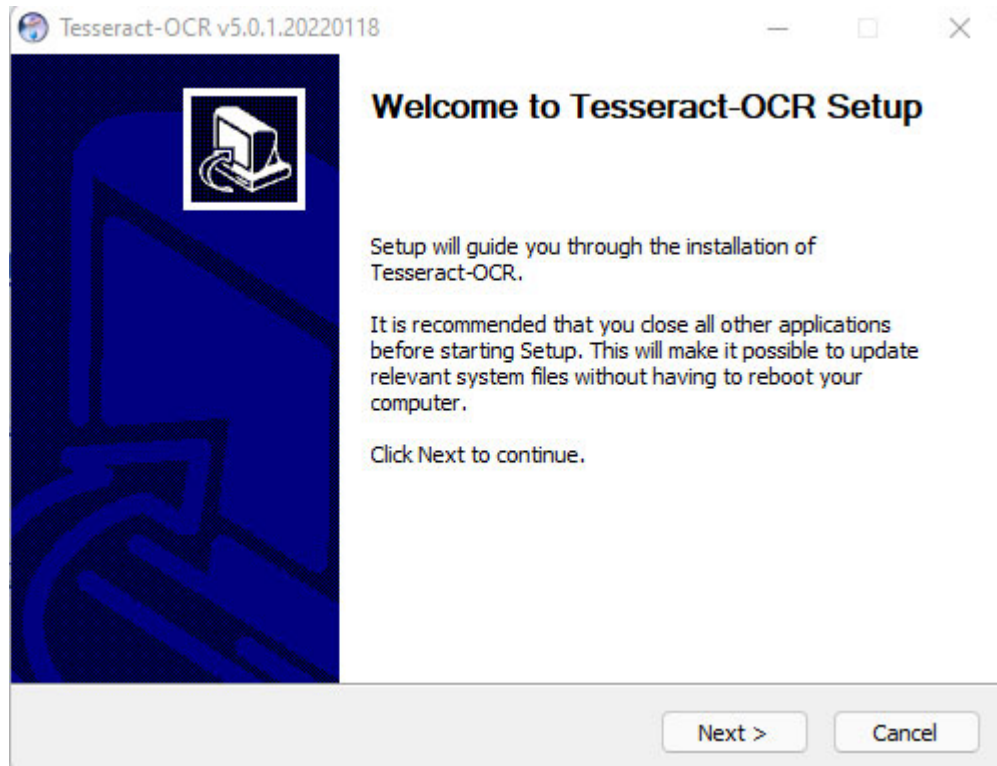 Tesseract-OCR v5.0.1.20220118
Welcome to Tesseract-OCR Setup
Setup will guide you through the installation of
Tesseract-OCR.
It is recommended that you close all other applications
before starting Setup. This will make it possible to update
relevant system files without having to reboot your
computer.
Click Next to continue.
Next >
Cancel